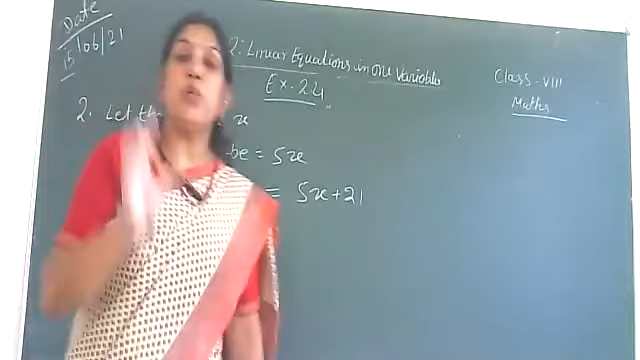 Date
15/06/21
2: Linear Equations in one Variable
Ex. 2.4
Class - VIII
Maths
2. Let th x
be = 5x
= 5x+21